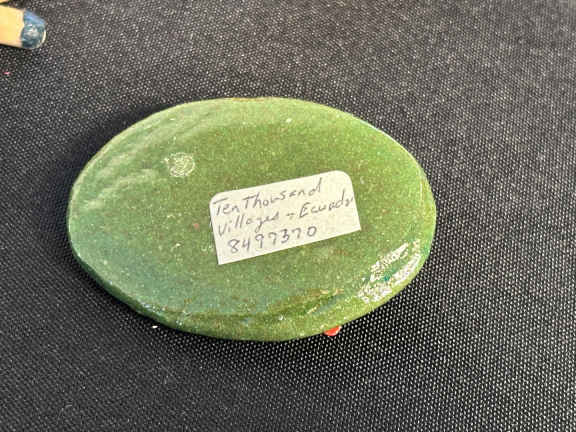 Ten Thousand
Villages - Ecuador
8497370